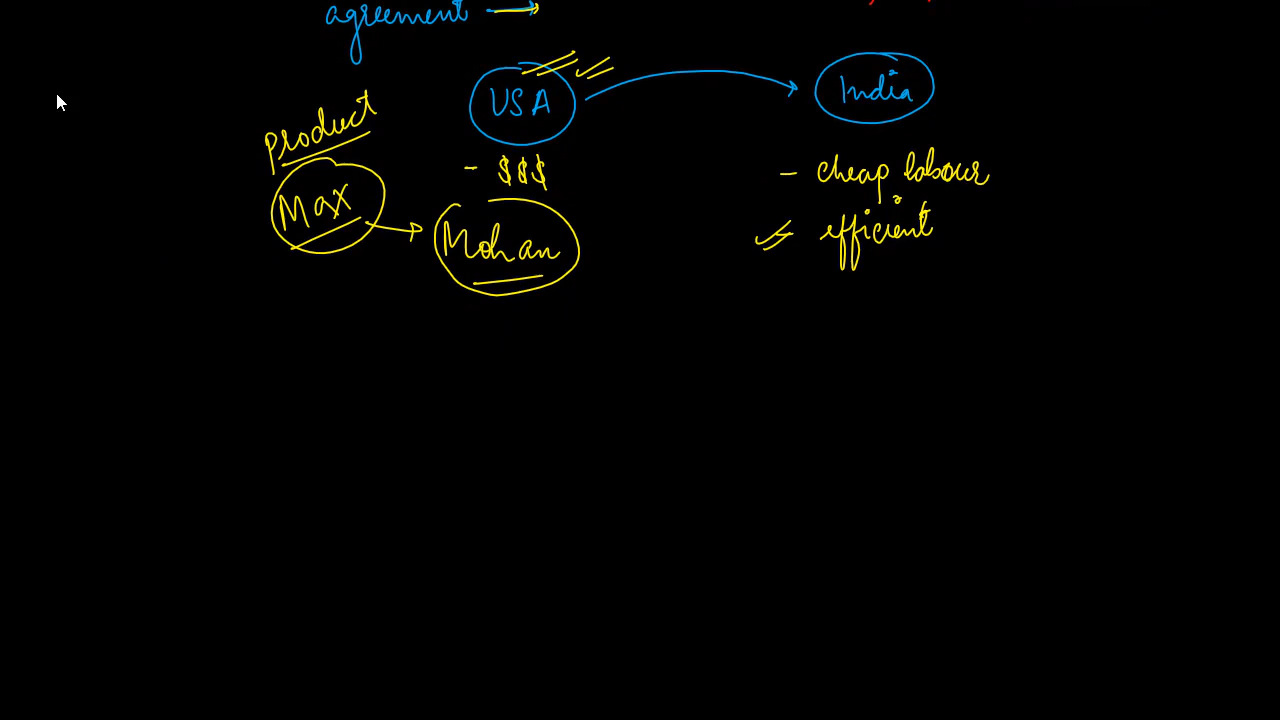 agreement →
USA → India
product
- $$$
- cheap labour
Max → Mohan
efficient